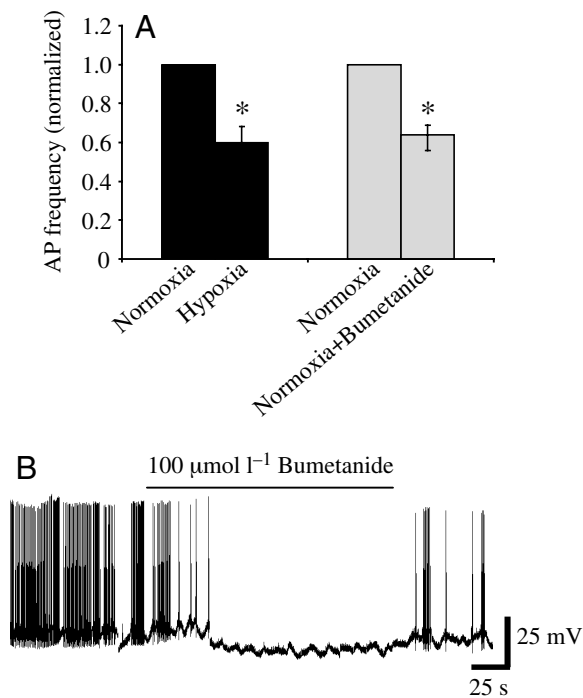 A
AP frequency (normalized)
1.2
1.0
0.8
0.6
0.4
0.2
0
*
*
Normoxia
Hypoxia
Normoxia
Normoxia+Bumetanide
B
100 μmol l⁻¹ Bumetanide
25 mV
25 s